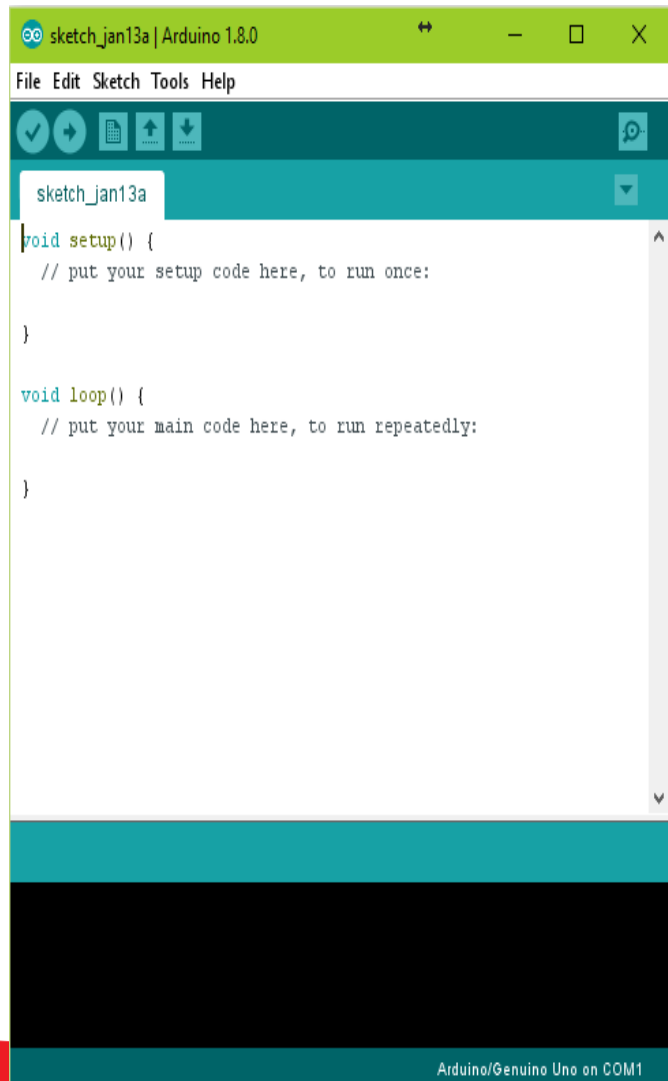 sketch_jan13a | Arduino 1.8.0
File Edit Sketch Tools Help
sketch_jan13a
void setup() {
  // put your setup code here, to run once:
}
void loop() {
  // put your main code here, to run repeatedly:
}
Arduino/Genuino Uno on COM1